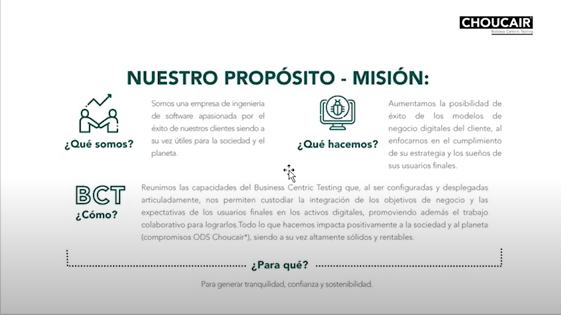 CHOUCAIR
Business Centric Testing
NUESTRO PROPÓSITO - MISIÓN:
¿Qué somos?
Somos una empresa de ingeniería
de software apasionada por el
éxito de nuestros clientes siendo a
su vez útiles para la sociedad y el
planeta.
¿Qué hacemos?
Aumentamos la posibilidad de
éxito de los modelos de
negocio digitales del cliente, al
enfocarnos en el cumplimiento
de su estrategia y los sueños de
sus usuarios finales.
BCT
¿Cómo?
Reunimos las capacidades del Business Centric Testing que, al ser configuradas y desplegadas
articuladamente, nos permiten custodiar la integración de los objetivos de negocio y las
expectativas de los usuarios finales en los activos digitales, promoviendo además el trabajo
colaborativo para lograrlos.Todo lo que hacemos impacta positivamente a la sociedad y al planeta
(compromisos ODS Choucair*), siendo a su vez altamente sólidos y rentables.
¿Para qué?
Para generar tranquilidad, confianza y sostenibilidad.